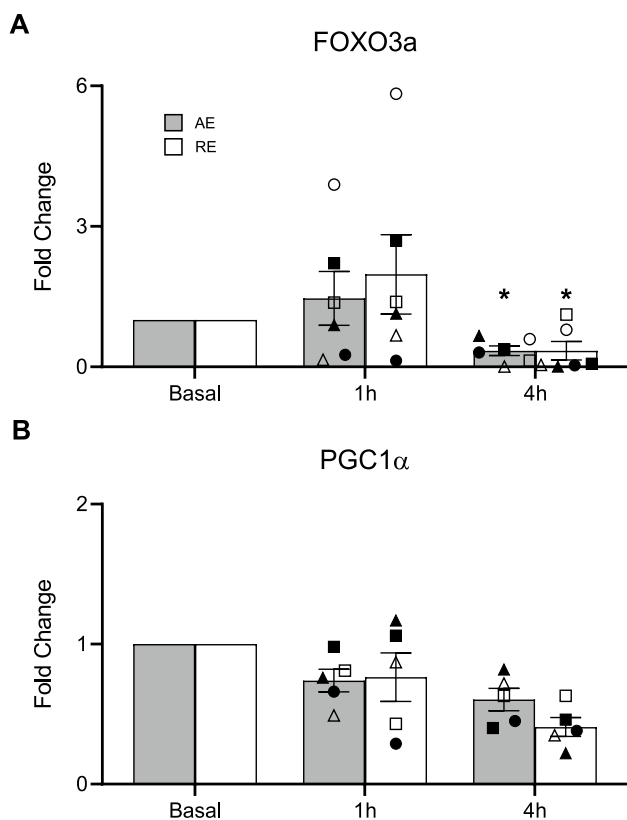 A
FOXO3a
6
AE
RE
Fold Change
3
* *
0
Basal 1h 4h
B
PGC1α
2
Fold Change
1
0
Basal 1h 4h